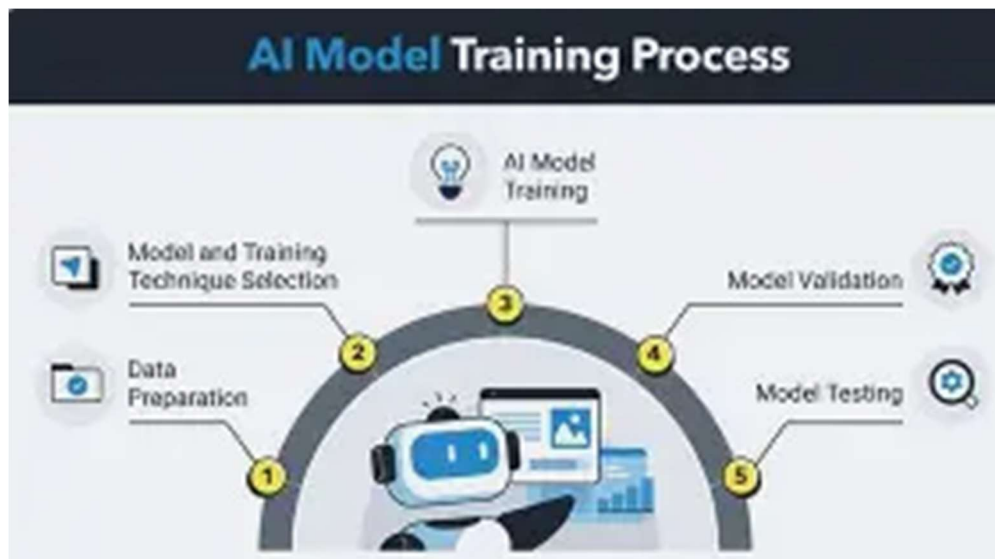 AI Model Training Process
AI Model
Training
Model and Training
Technique Selection
Model Validation
Data
Preparation
Model Testing
1
2
3
4
5